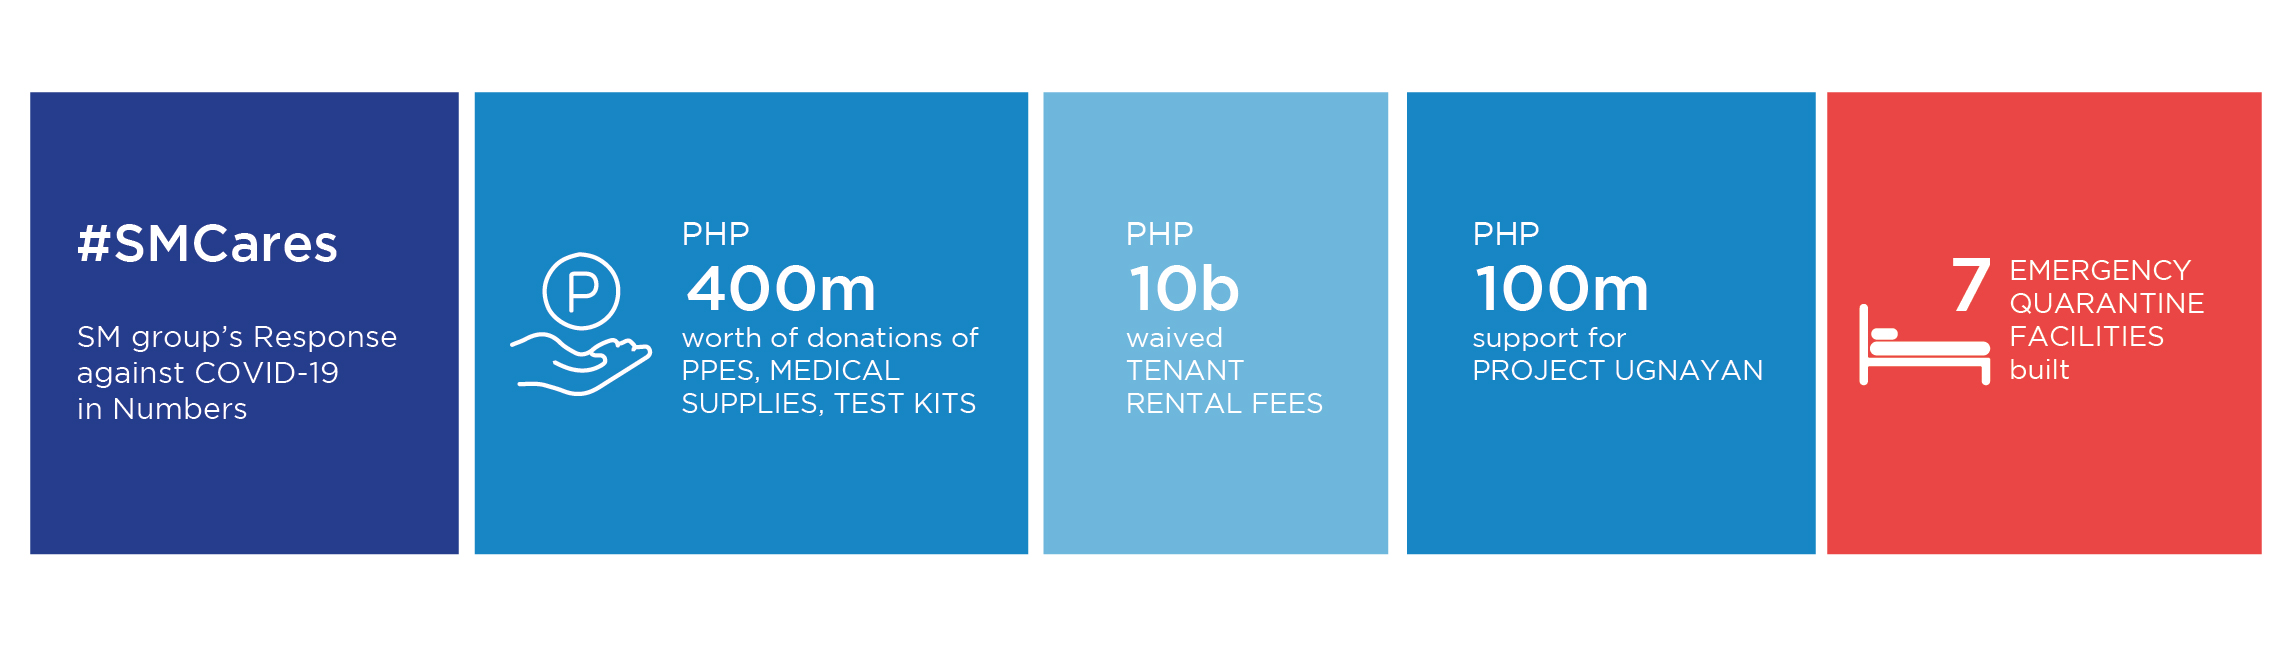 #SMCares
SM group's Response
against COVID-19
in Numbers
P
PHP
400m
worth of donations of
PPES, MEDICAL
SUPPLIES, TEST KITS
PHP
10b
waived
TENANT
RENTAL FEES
PHP
100m
support for
PROJECT UGNAYAN
7
EMERGENCY
QUARANTINE
FACILITIES
built